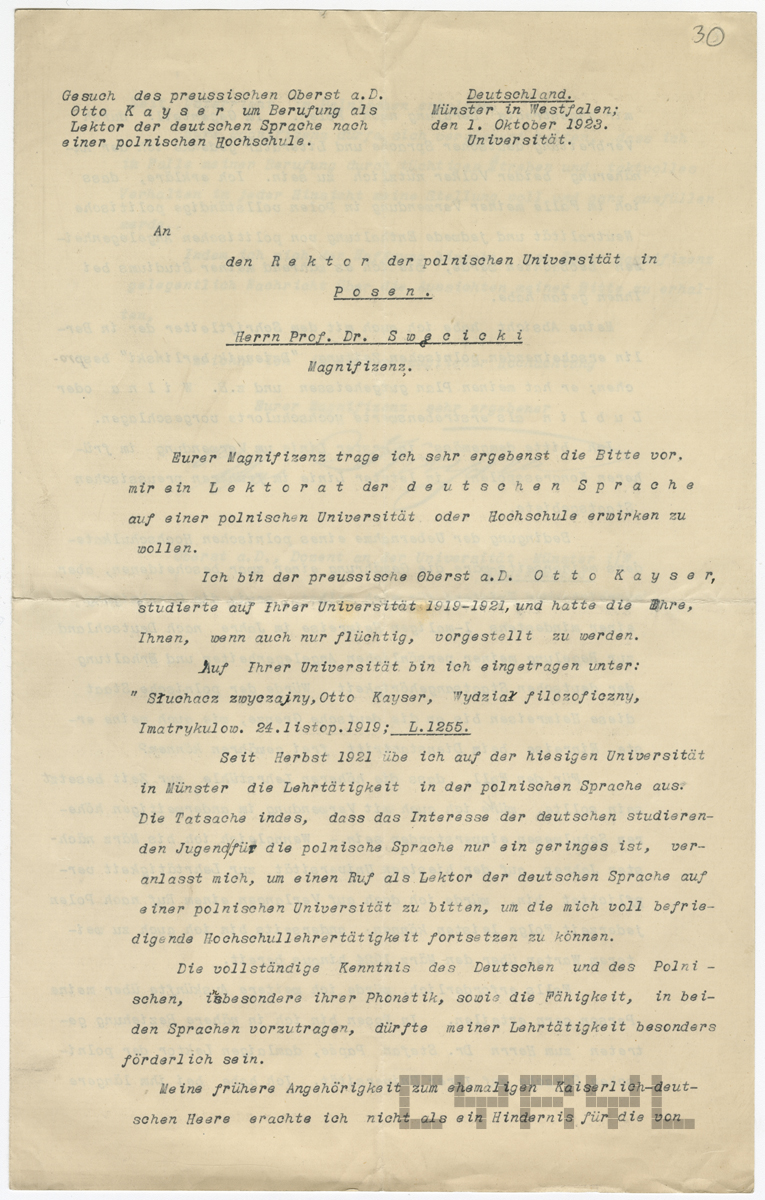 30
Gesuch des preussischen Oberst a.D.
Otto K a y s e r um Berufung als
Lektor der deutschen Sprache nach
einer polnischen Hochschule.
Deutschland.
Münster in Westfalen;
den 1. Oktober 1923.
Universität.
An
den R e k t o r der polnischen Universität in
P o s e n .
Herrn Prof. Dr. S w ę c i c k i
Magnifizenz.
Eurer Magnifizenz trage ich sehr ergebenst die Bitte vor,
mir ein L e k t o r a t der d e u t s c h e n S p r a c h e
auf einer polnischen Universität oder Hochschule erwirken zu
wollen.
Ich bin der preussische Oberst a.D. O t t o K a y s e r,
studierte auf Ihrer Universität 1919-1921, und hatte die Ehre,
Ihnen, wenn auch nur flüchtig, vorgestellt zu werden.
Auf Ihrer Universität bin ich eingetragen unter:
" Słuchacz zwyczajny, Otto Kayser, Wydział filozoficzny,
Imatrykulow. 24.listop.1919; L.1255.
Seit Herbst 1921 übe ich auf der hiesigen Universität
in Münster die Lehrtätigkeit in der polnischen Sprache aus.
Die Tatsache indes, dass das Interesse der deutschen studieren-
den Jugend/für die polnische Sprache nur ein geringes ist, ver-
anlasst mich, um einen Ruf als Lektor der deutschen Sprache auf
einer polnischen Universität zu bitten, um die mich voll befrie-
digende Hochschullehrertätigkeit fortsetzen zu können.
Die vollständige Kenntnis des Deutschen und des Polni -
schen, insbesondere ihrer Phonetik, sowie die Fähigkeit, in bei-
den Sprachen vorzutragen, dürfte meiner Lehrtätigkeit besonders
förderlich sein.
Meine frühere Angehörigkeit zum ehemaligen Kaiserlich-deut-
schen Heere erachte ich nicht als ein Hindernis für die von
CYRYL